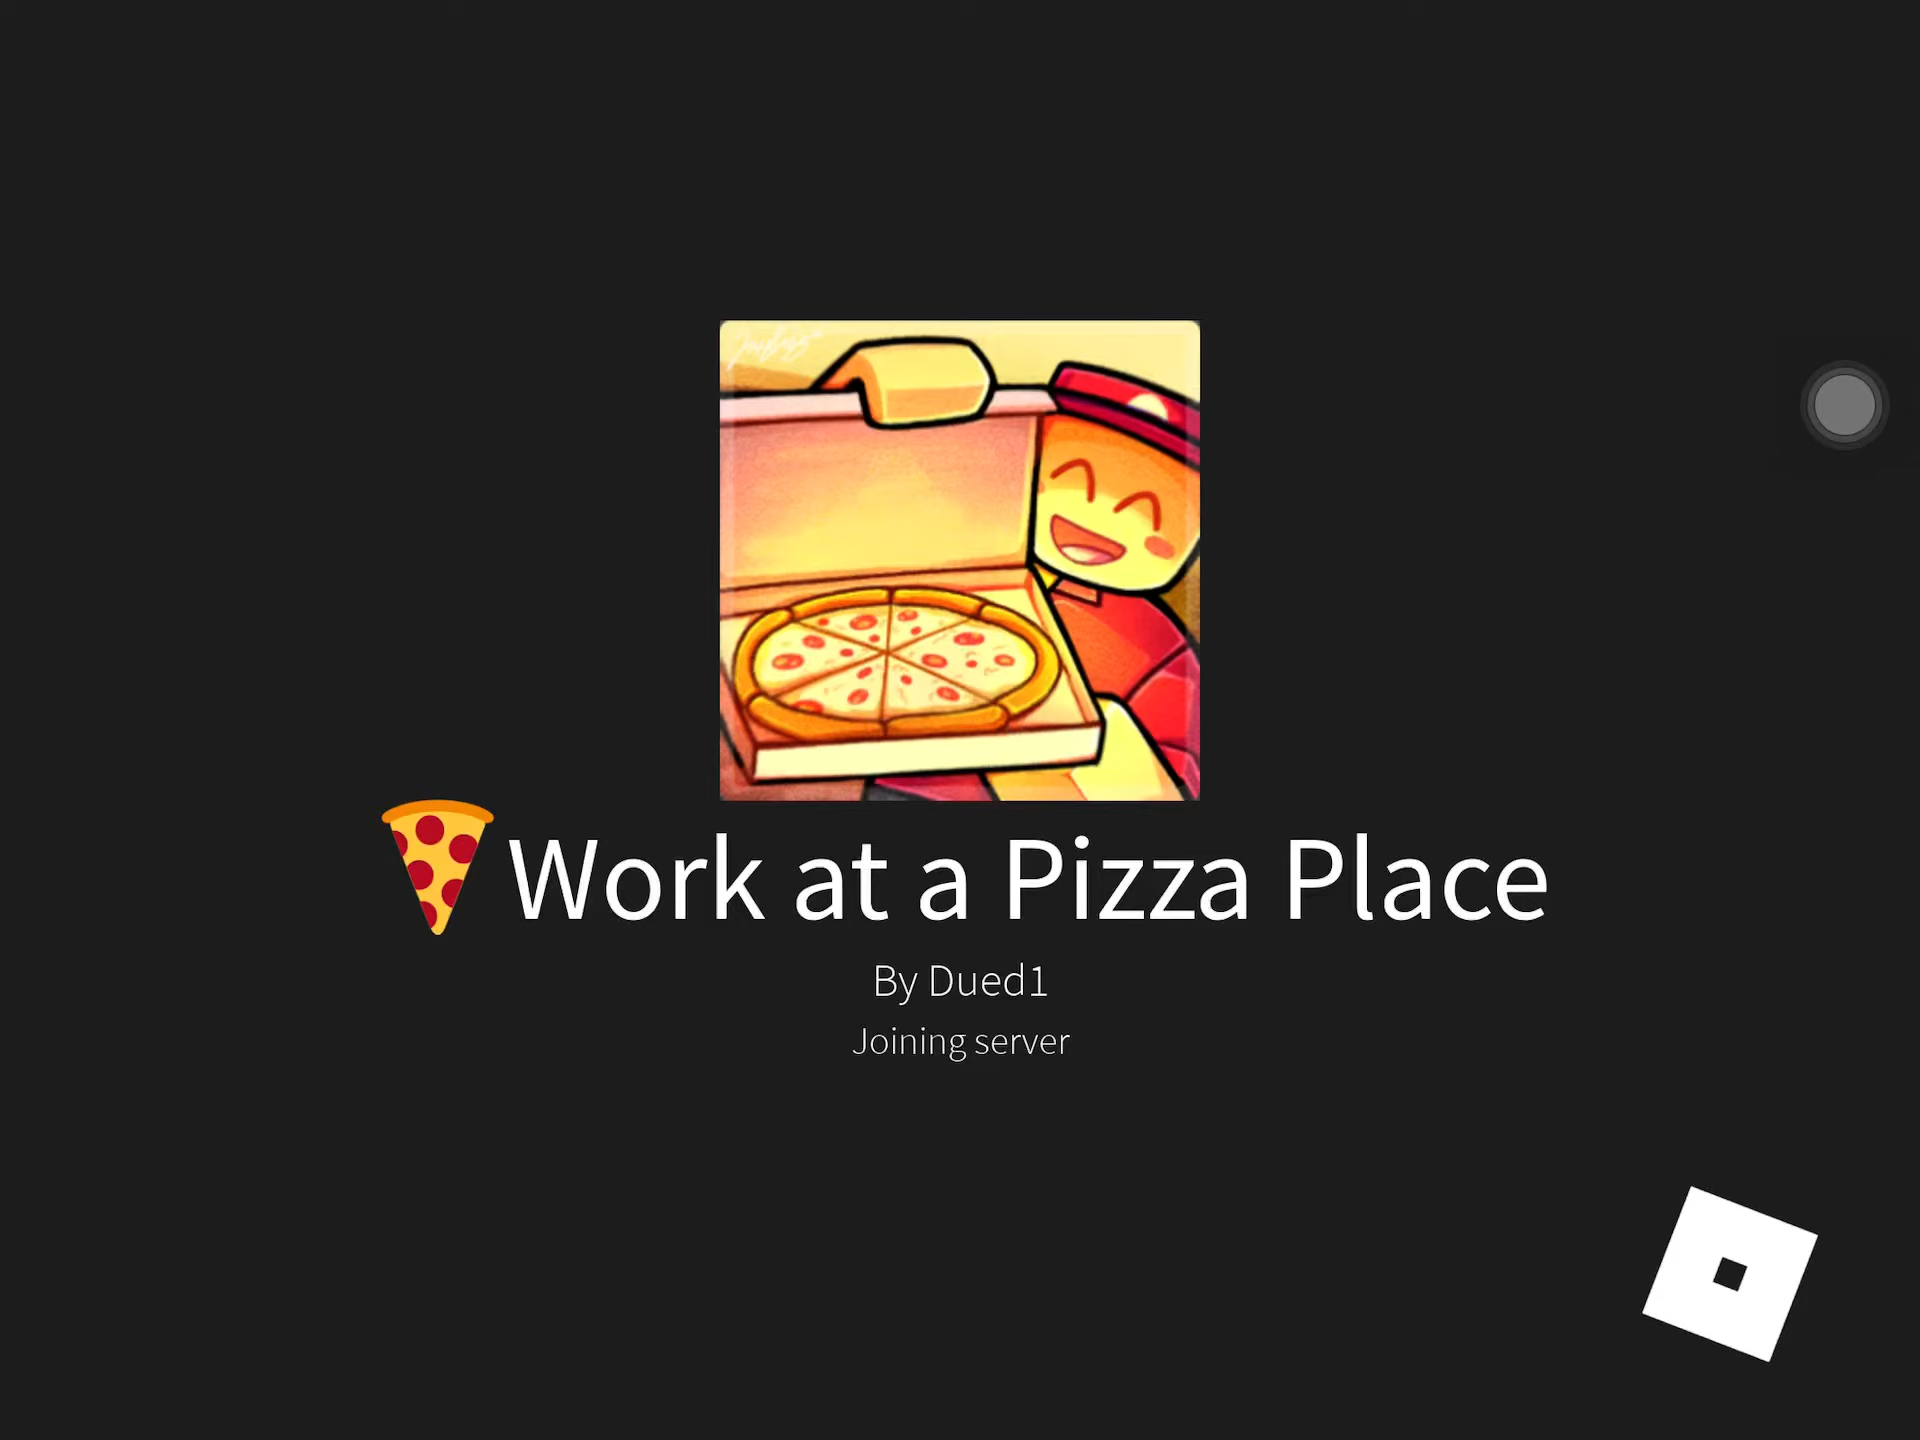 🍕Work at a Pizza Place
By Dued1
Joining server